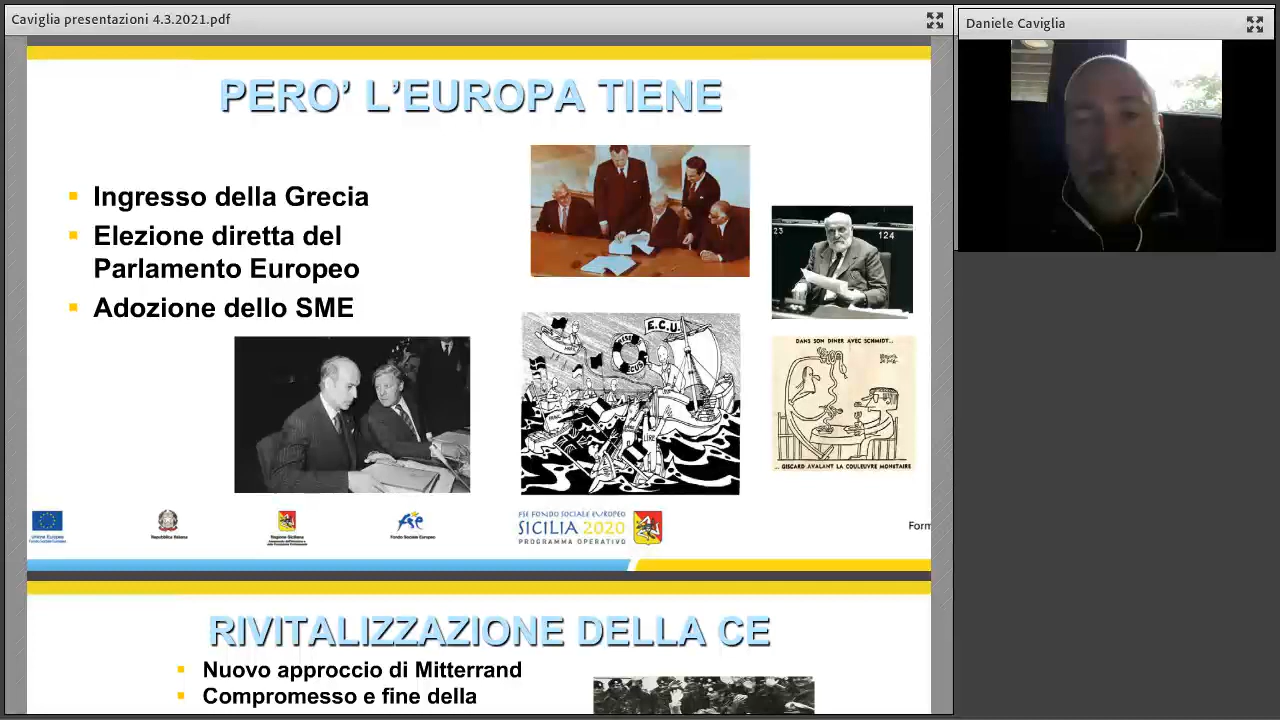 Caviglia presentazioni 4.3.2021.pdf
Daniele Caviglia
PERO’ L’EUROPA TIENE
Ingresso della Grecia
Elezione diretta del
Parlamento Europeo
Adozione dello SME
124
E.C.U.
LIRE
DANS SON DINER AVEC SCHMIDT..
... GISCARD AVALANT LA COULEUVRE MONETAIRE
Unione Europea
Repubblica Italiana
Regione Siciliana
Fondo Sociale Europeo
FSE FONDO SOCIALE EUROPEO
SICILIA 2020
PROGRAMMA OPERATIVO
Form
RIVITALIZZAZIONE DELLA CE
Nuovo approccio di Mitterrand
Compromesso e fine della